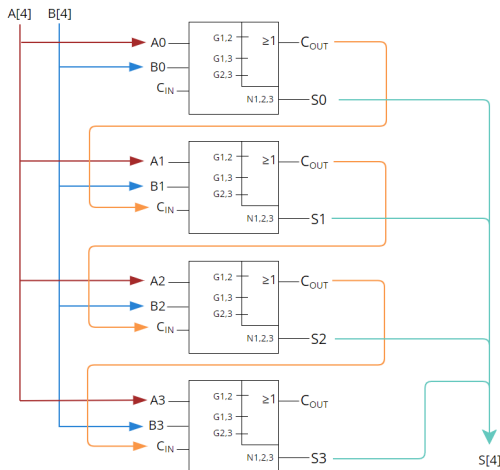 A[4] B[4]
A0 G1,2 ≥1 COUT
B0 G1,3
G2,3
CIN
N1,2,3 S0
A1 G1,2 ≥1 COUT
B1 G1,3
G2,3
CIN
N1,2,3 S1
A2 G1,2 ≥1 COUT
B2 G1,3
G2,3
CIN
N1,2,3 S2
A3 G1,2 ≥1 COUT
B3 G1,3
G2,3
CIN
N1,2,3 S3
S[4]